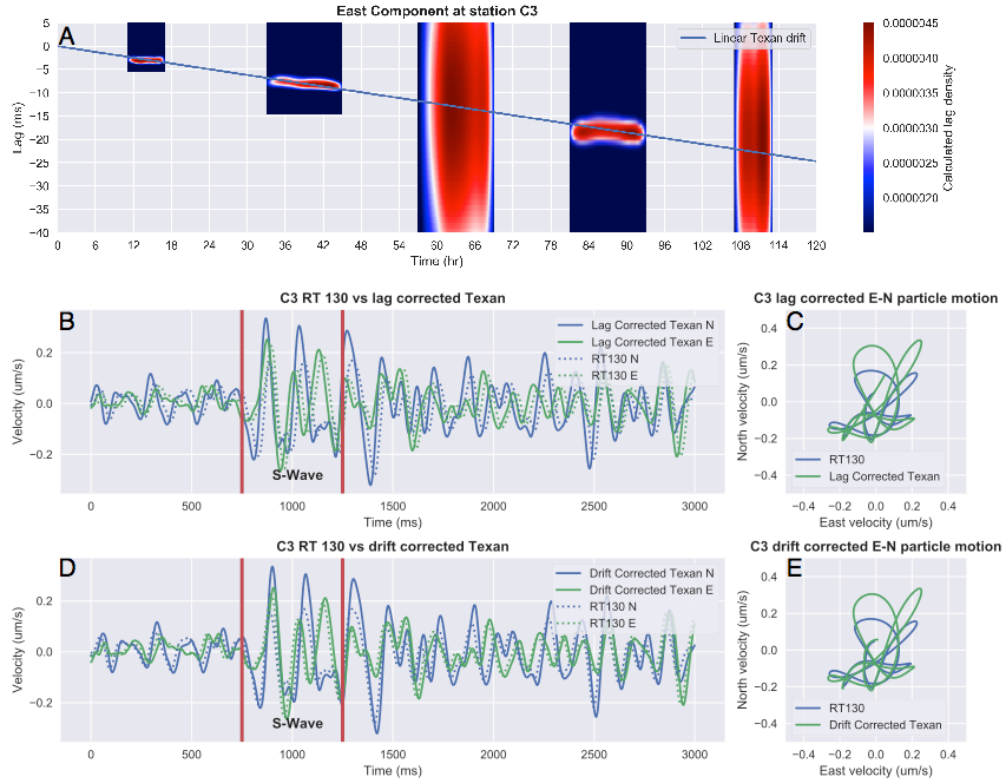 East Component at station C3
A
Linear Texan drift
5
0
−5
−10
−15
−20
−25
−30
−35
−40
Lag (ms)
0 6 12 18 24 30 36 42 48 54 60 66 72 78 84 90 96 102 108 114 120
Time (hr)
0.0000045
0.0000040
0.0000035
0.0000030
0.0000025
0.0000020
Calculated lag density
C3 RT 130 vs lag corrected Texan
B
Lag Corrected Texan N
Lag Corrected Texan E
RT130 N
RT130 E
0.2
0.0
−0.2
Velocity (um/s)
S-Wave
0 500 1000 1500 2000 2500 3000
Time (ms)
C3 lag corrected E-N particle motion
C
0.4
0.2
0.0
−0.2
−0.4
North velocity (um/s)
RT130
Lag Corrected Texan
−0.4 −0.2 0.0 0.2 0.4
East velocity (um/s)
C3 RT 130 vs drift corrected Texan
D
Drift Corrected Texan N
Drift Corrected Texan E
RT130 N
RT130 E
0.2
0.0
−0.2
Velocity (um/s)
S-Wave
0 500 1000 1500 2000 2500 3000
Time (ms)
C3 drift corrected E-N particle motion
E
0.4
0.2
0.0
−0.2
−0.4
North velocity (um/s)
RT130
Drift Corrected Texan
−0.4 −0.2 0.0 0.2 0.4
East velocity (um/s)